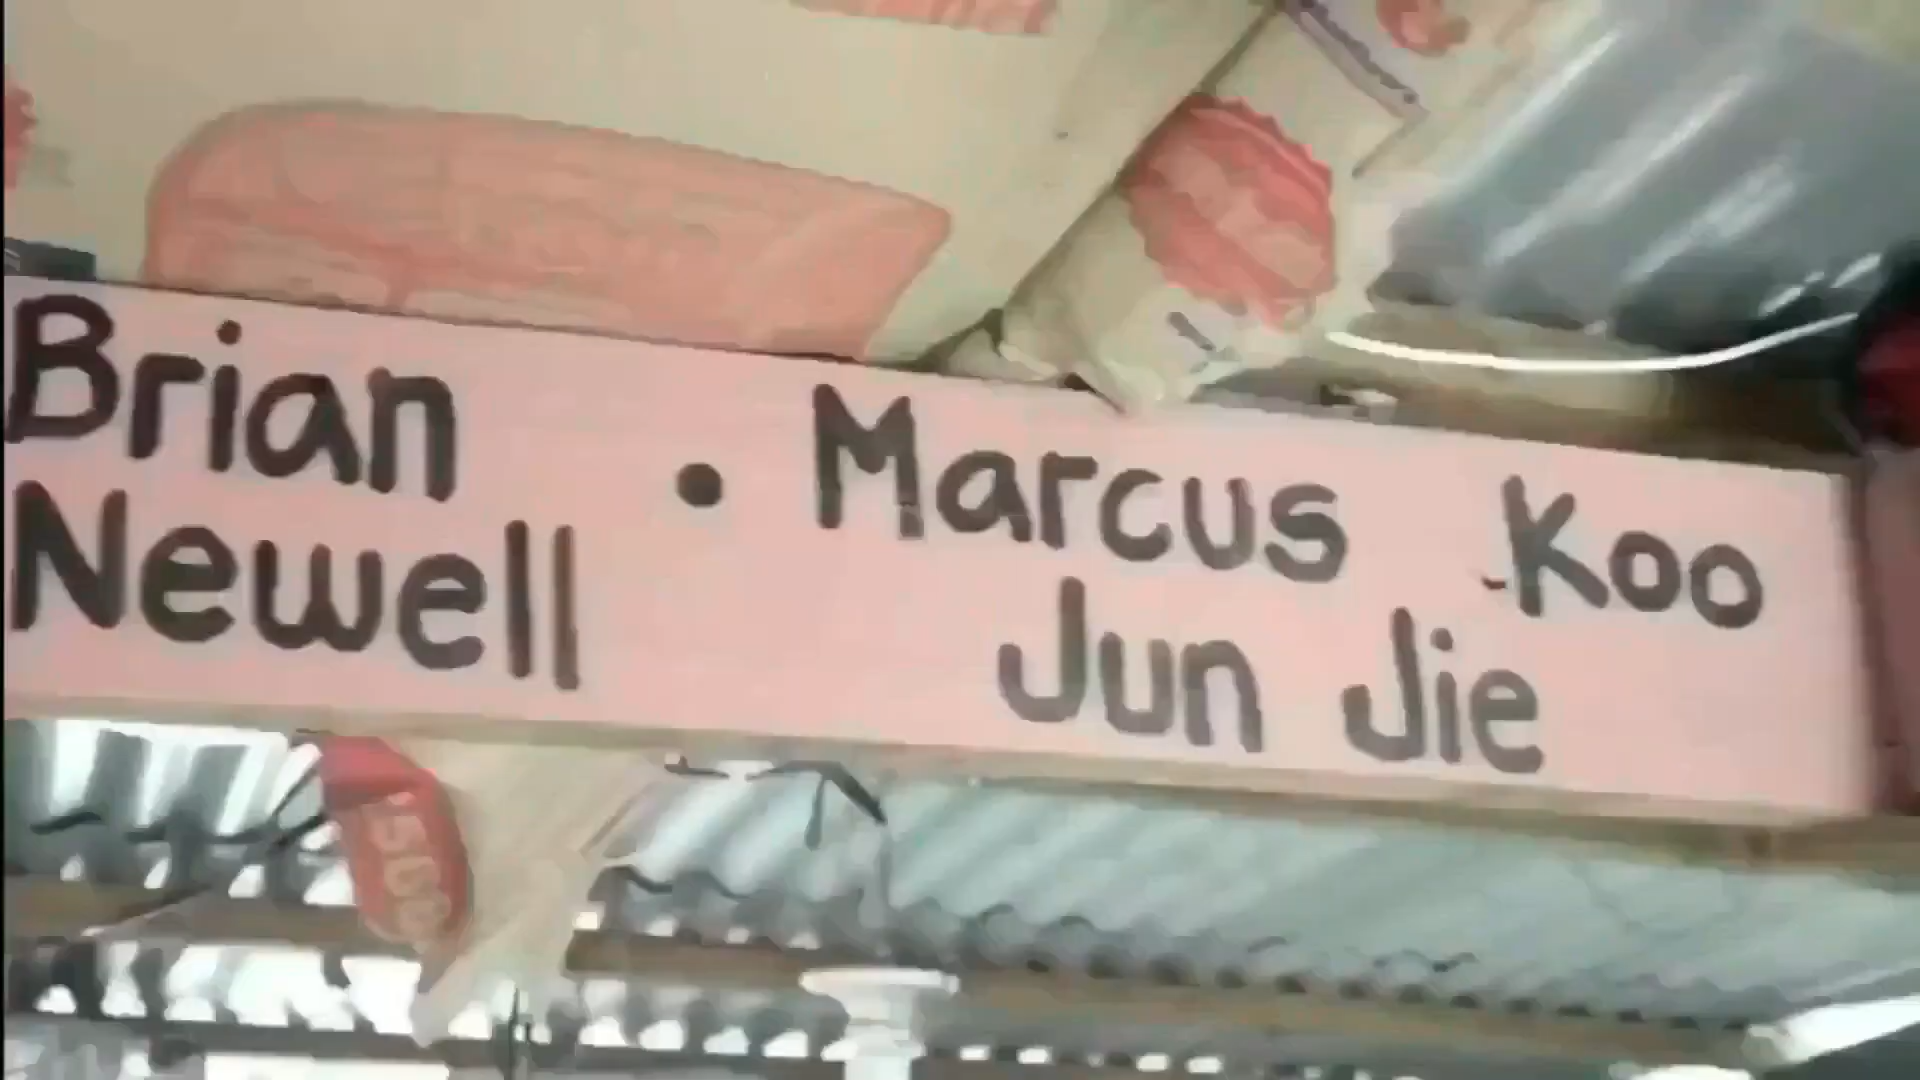 Brian
Newell
• Marcus Koo
Jun Jie